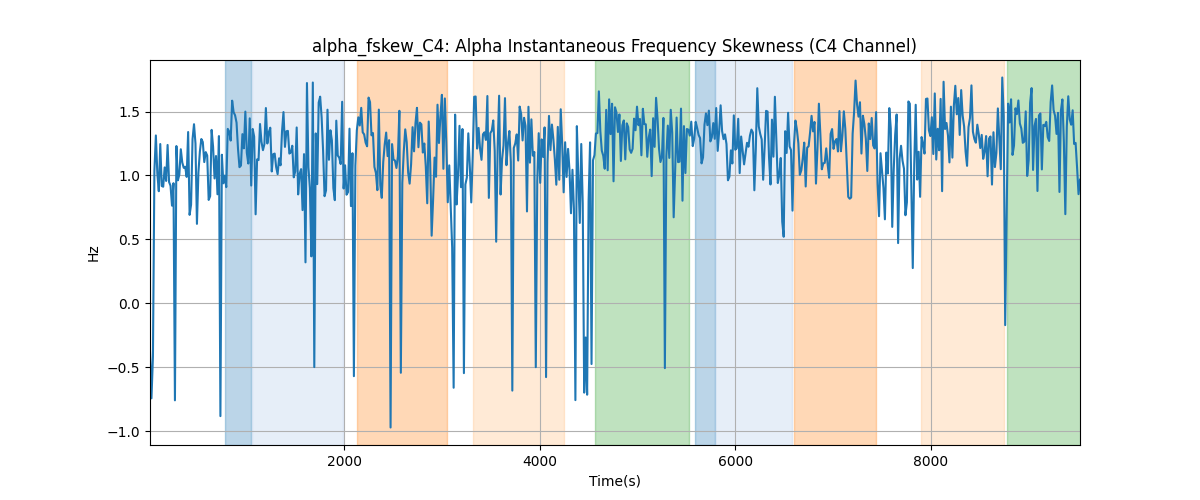 alpha_fskew_C4: Alpha Instantaneous Frequency Skewness (C4 Channel)
Hz
1.5
1.0
0.5
0.0
−0.5
−1.0
2000 4000 6000 8000
Time(s)